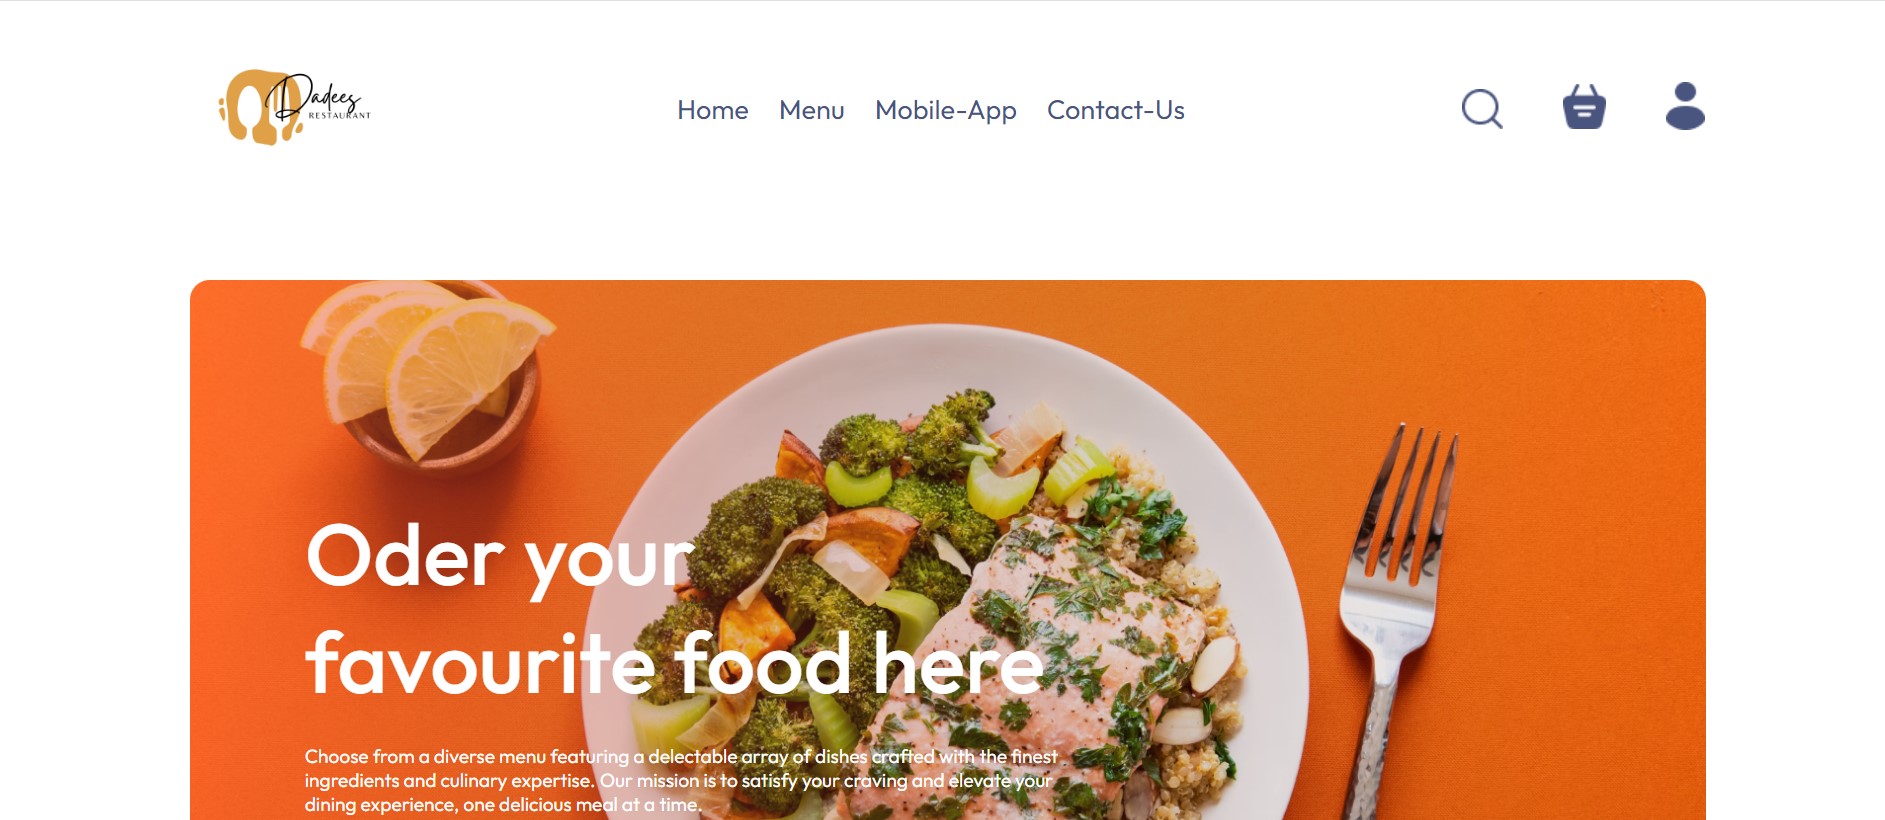 Dadees
RESTAURANT
Home Menu Mobile-App Contact-Us
Oder your
favourite food here
Choose from a diverse menu featuring a delectable array of dishes crafted with the finest
ingredients and culinary expertise. Our mission is to satisfy your craving and elevate your
dining experience, one delicious meal at a time.